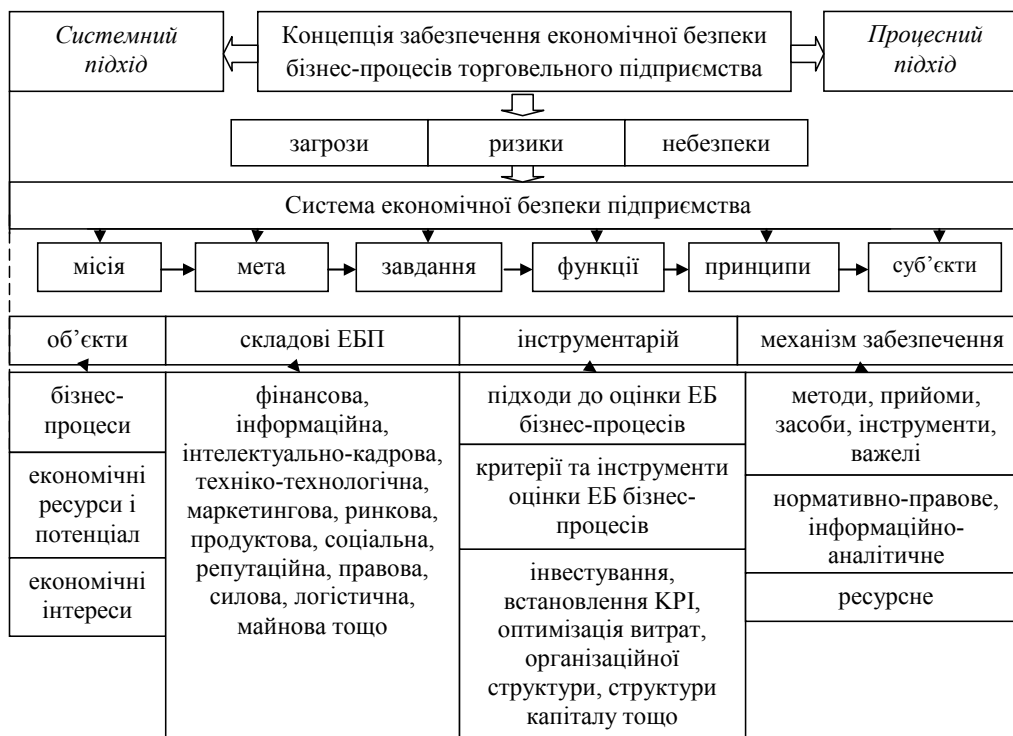 Системний
підхід
Концепція забезпечення економічної безпеки
бізнес-процесів торговельного підприємства
Процесний
підхід
загрози
ризики
небезпеки
Система економічної безпеки підприємства
місія
мета
завдання
функції
принципи
суб’єкти
об’єкти
складові ЕБП
інструментарій
механізм забезпечення
бізнес-
процеси
економічні
ресурси і
потенціал
економічні
інтереси
фінансова,
інформаційна,
інтелектуально-кадрова,
техніко-технологічна,
маркетингова, ринкова,
продуктова, соціальна,
репутаційна, правова,
силова, логістична,
майнова тощо
підходи до оцінки ЕБ
бізнес-процесів
критерії та інструменти
оцінки ЕБ бізнес-
процесів
інвестування,
встановлення KPI,
оптимізація витрат,
організаційної
структури, структури
капіталу тощо
методи, прийоми,
засоби, інструменти,
важелі
нормативно-правове,
інформаційно-
аналітичне
ресурсне